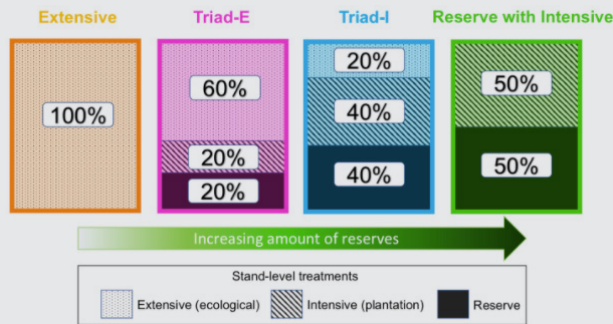 Extensive
Triad-E
Triad-I
Reserve with Intensive
100%
60%
20%
20%
20%
40%
40%
50%
50%
Increasing amount of reserves
Stand-level treatments
Extensive (ecological)
Intensive (plantation)
Reserve